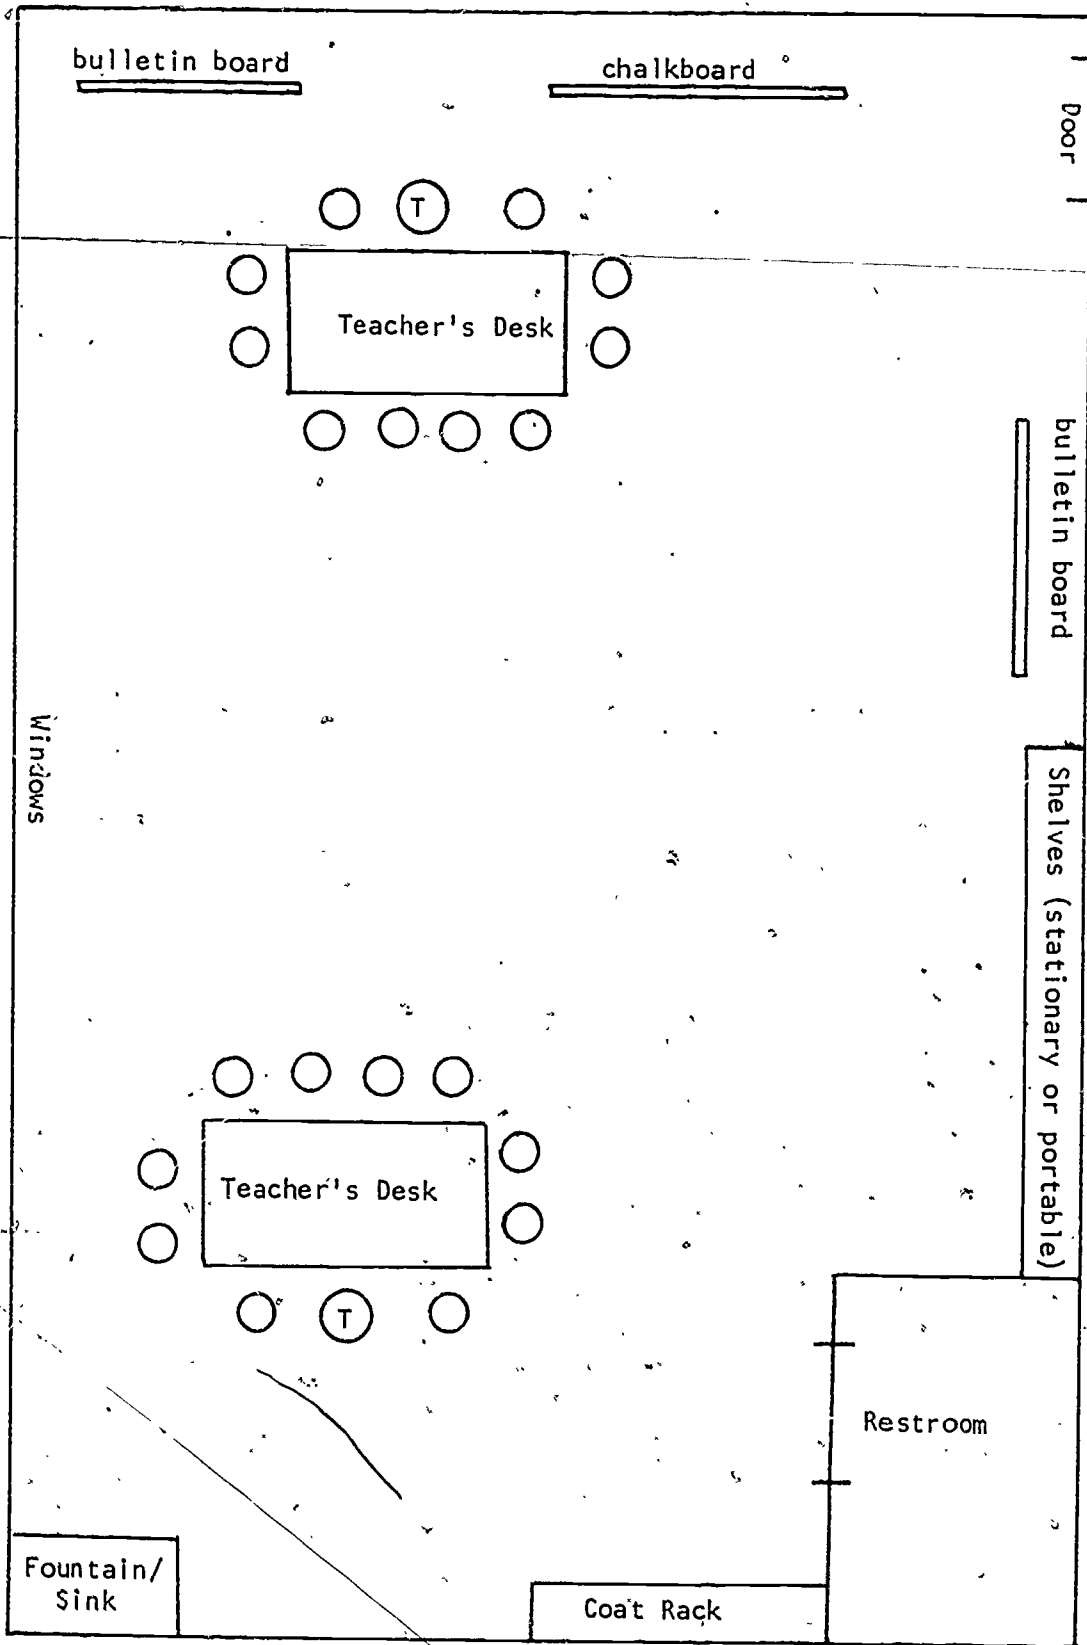 bulletin board
chalkboard
Door
T
Teacher's Desk
bulletin board
Windows
Shelves (stationary or portable)
Teacher's Desk
T
Restroom
Fountain/
Sink
Coat Rack